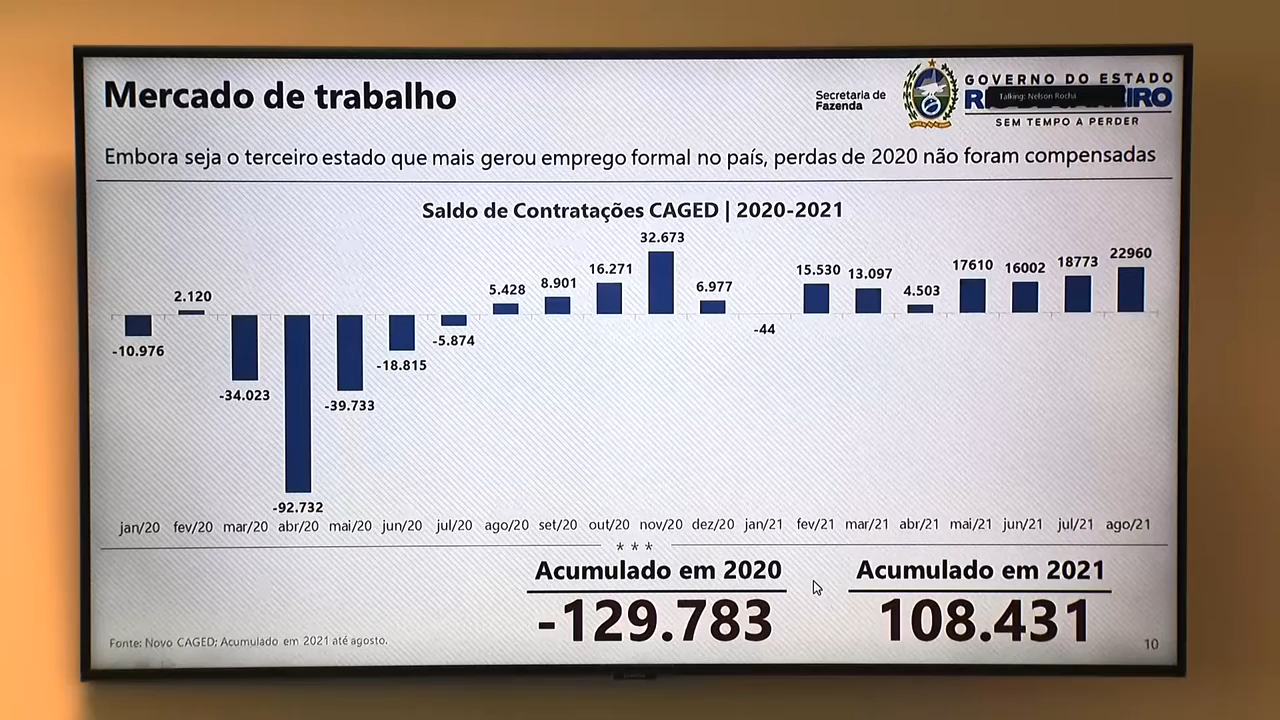 Mercado de trabalho
Secretaria de
Fazenda
GOVERNO DO ESTADO
Talking: Nelson Rocha
SEM TEMPO A PERDER
Embora seja o terceiro estado que mais gerou emprego formal no país, perdas de 2020 não foram compensadas
Saldo de Contratações CAGED | 2020-2021
-10.976 2.120 -34.023 -92.732 -39.733 -18.815 -5.874 5.428 8.901 16.271 32.673 6.977 -44 15.530 13.097 4.503 17610 16002 18773 22960
jan/20 fev/20 mar/20 abr/20 mai/20 jun/20 jul/20 ago/20 set/20 out/20 nov/20 dez/20 jan/21 fev/21 mar/21 abr/21 mai/21 jun/21 jul/21 ago/21
***
Acumulado em 2020 Acumulado em 2021
-129.783 108.431
Fonte: Novo CAGED; Acumulado em 2021 até agosto.
10